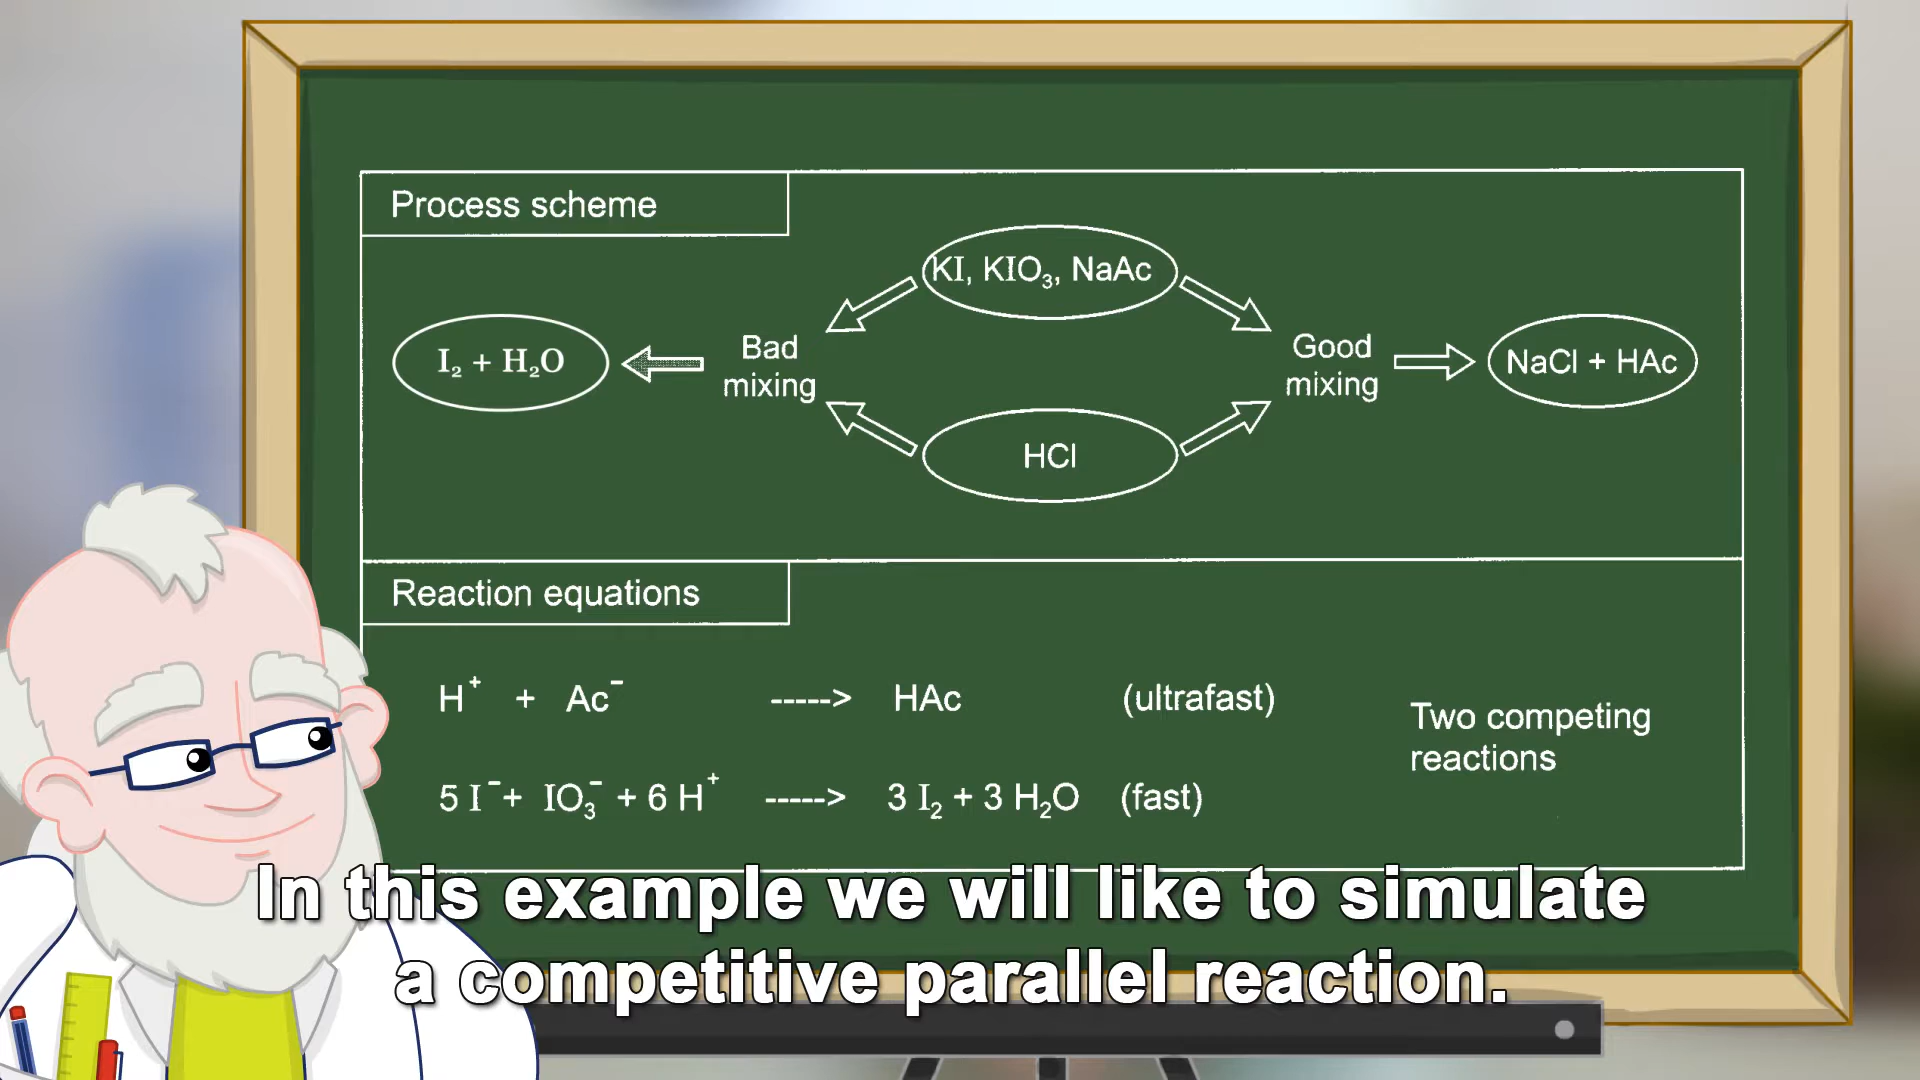 Process scheme
KI, KIO₃, NaAc
I₂ + H₂O
Bad
mixing
Good
mixing
NaCl + HAc
HCl
Reaction equations
H⁺ + Ac⁻ -----> HAc (ultrafast)
Two competing
reactions
5 I⁻ + IO₃⁻ + 6 H⁺ -----> 3 I₂ + 3 H₂O (fast)
In this example we will like to simulate
a competitive parallel reaction.